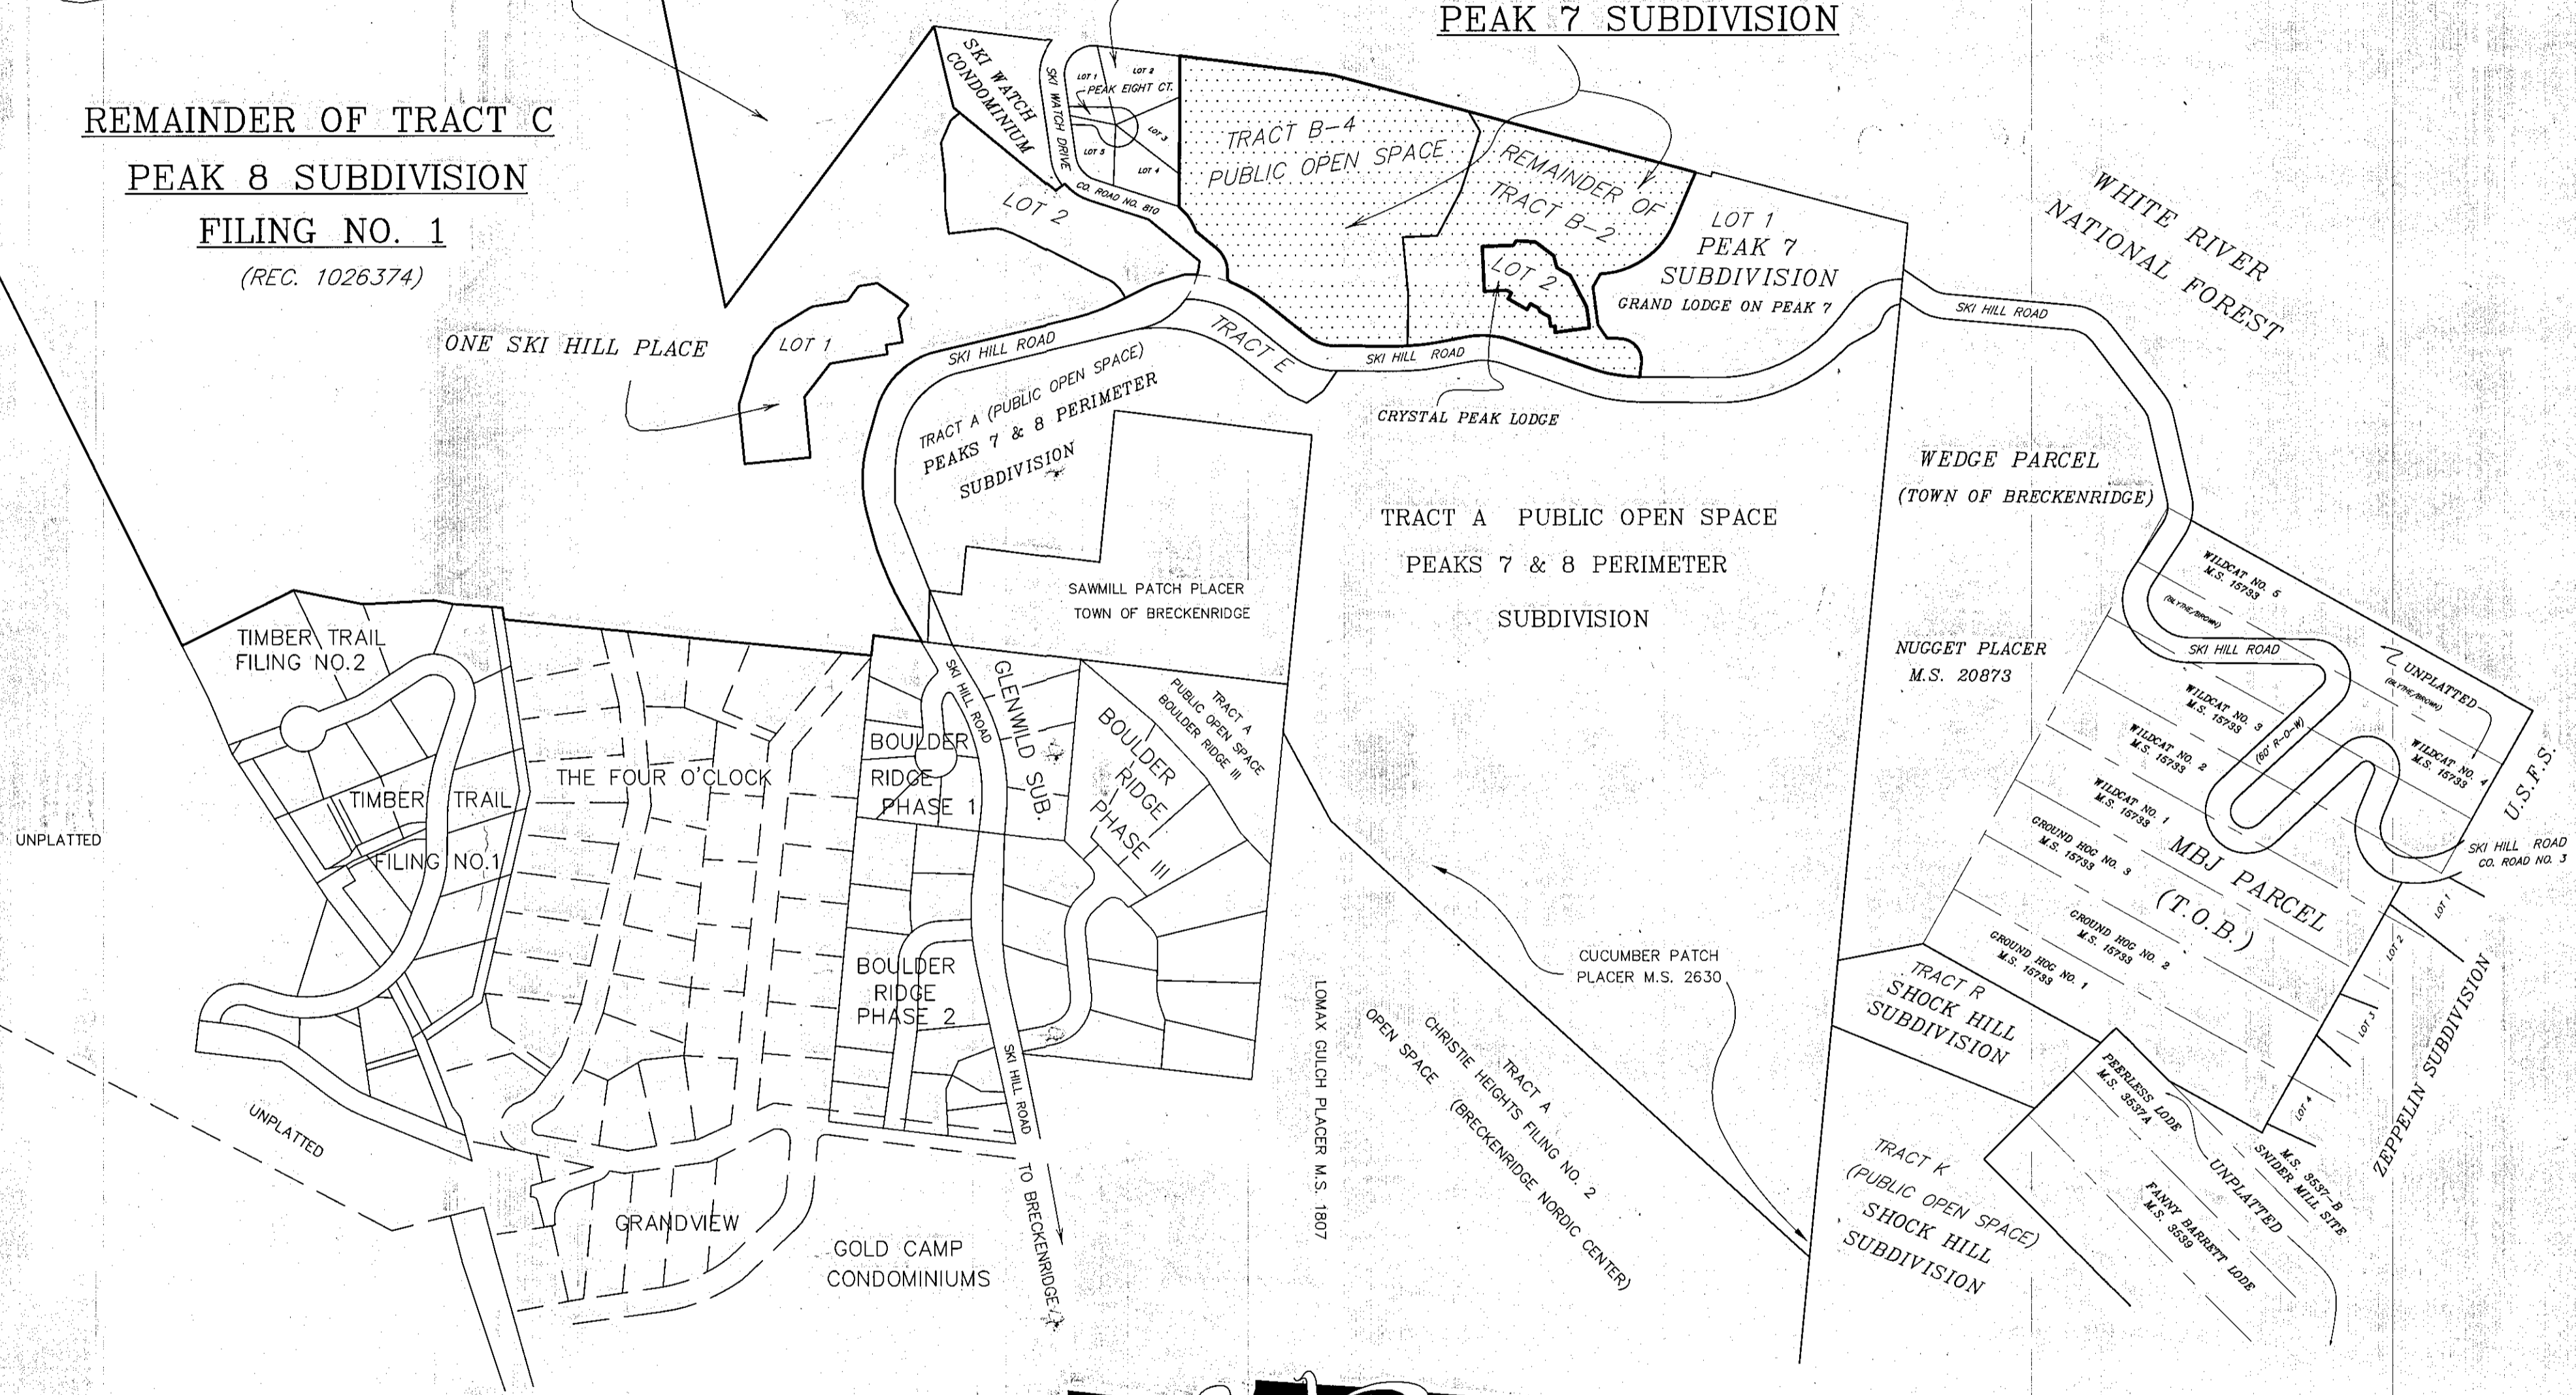 PEAK 7 SUBDIVISION
REMAINDER OF TRACT C
PEAK 8 SUBDIVISION
FILING NO. 1
(REC. 1026374)
SKI WATCH
CONDOMINIUM
SKI WATCH DRIVE
LOT 1
LOT 2
PEAK EIGHT CT.
LOT 3
LOT 5
LOT 4
CO. ROAD NO. 810
LOT 2
TRACT B-4
PUBLIC OPEN SPACE
REMAINDER OF
TRACT B-2
LOT 2
LOT 1
PEAK 7
SUBDIVISION
GRAND LODGE ON PEAK 7
WHITE RIVER
NATIONAL FOREST
ONE SKI HILL PLACE
LOT 1
SKI HILL ROAD
TRACT E
SKI HILL ROAD
SKI HILL ROAD
CRYSTAL PEAK LODGE
TRACT A (PUBLIC OPEN SPACE)
PEAKS 7 & 8 PERIMETER
SUBDIVISION
WEDGE PARCEL
(TOWN OF BRECKENRIDGE)
TRACT A PUBLIC OPEN SPACE
PEAKS 7 & 8 PERIMETER
SUBDIVISION
SAWMILL PATCH PLACER
TOWN OF BRECKENRIDGE
WILDCAT NO. 5
M.S. 15733
(BLYTHE/BROWN)
SKI HILL ROAD
UNPLATTED
(BLYTHE/BROWN)
NUGGET PLACER
M.S. 20873
WILDCAT NO. 3
M.S. 15733
(60' R-O-W)
WILDCAT NO. 4
M.S. 15733
WILDCAT NO. 2
M.S. 15733
WILDCAT NO. 1
M.S. 15733
U.S.F.S.
SKI HILL ROAD
CO. ROAD NO. 3
GROUND HOG NO. 3
M.S. 15733
MBJ PARCEL
(T.O.B.)
GROUND HOG NO. 2
M.S. 15733
GROUND HOG NO. 1
M.S. 15733
LOT 1
LOT 2
LOT 3
LOT 4
ZEPPELIN SUBDIVISION
TIMBER TRAIL
FILING NO.2
TIMBER TRAIL
FILING NO.1
UNPLATTED
THE FOUR O'CLOCK
SKI HILL ROAD
GLENWILD SUB.
BOULDER
RIDGE
PHASE 1
BOULDER
RIDGE
PHASE III
TRACT A
PUBLIC OPEN SPACE
BOULDER RIDGE III
BOULDER
RIDGE
PHASE 2
SKI HILL ROAD
CUCUMBER PATCH
PLACER M.S. 2630
LOMAX GULCH PLACER M.S. 1807
TRACT A
CHRISTIE HEIGHTS FILING NO. 2
OPEN SPACE
(BRECKENRIDGE NORDIC CENTER)
TRACT R
SHOCK HILL
SUBDIVISION
PEERLESS LODE
M.S. 3537A
M.S. 3537-B
SNIDER MILL SITE
UNPLATTED
FANNY BARRETT LODE
M.S. 3539
TRACT K
(PUBLIC OPEN SPACE)
SHOCK HILL
SUBDIVISION
UNPLATTED
GRANDVIEW
GOLD CAMP
CONDOMINIUMS
TO BRECKENRIDGE